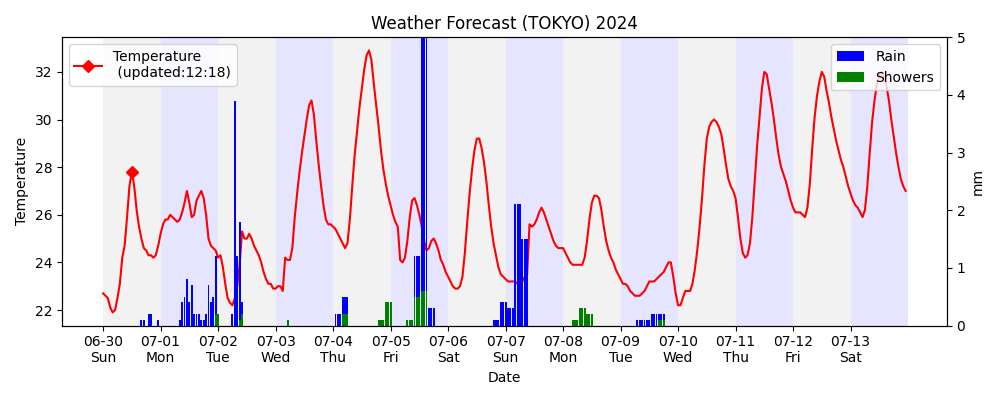 Weather Forecast (TOKYO) 2024
Temperature
(updated:12:18)
Rain
Showers
Temperature
32
30
28
26
24
22
5
4
3
2
1
0
mm
06-30 07-01 07-02 07-03 07-04 07-05 07-06 07-07 07-08 07-09 07-10 07-11 07-12 07-13
Sun Mon Tue Wed Thu Fri Sat Sun Mon Tue Wed Thu Fri Sat
Date